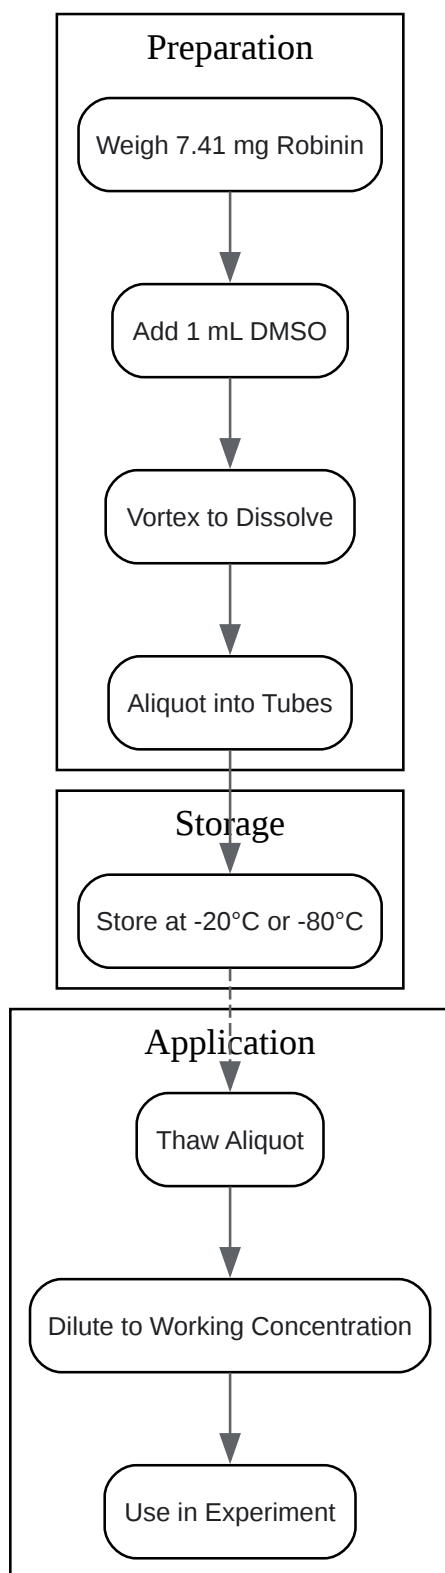 Preparation
Weigh 7.41 mg Robinin
Add 1 mL DMSO
Vortex to Dissolve
Aliquot into Tubes
Storage
Store at -20°C or -80°C
Application
Thaw Aliquot
Dilute to Working Concentration
Use in Experiment